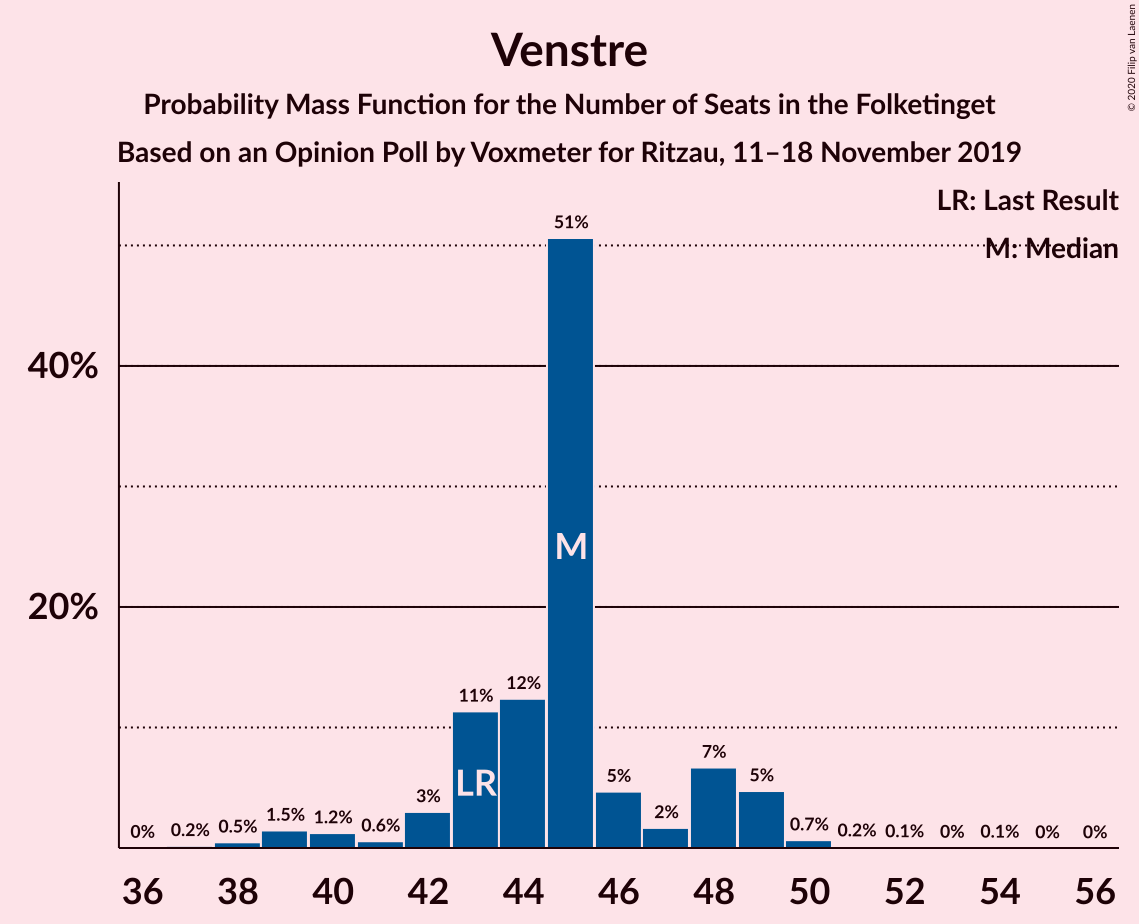 Venstre
Probability Mass Function for the Number of Seats in the Folketinget
Based on an Opinion Poll by Voxmeter for Ritzau, 11–18 November 2019
© 2020 Filip van Laenen
LR: Last Result
M: Median
40%
20%
0%
0.2%
0.5%
1.5%
1.2%
0.6%
3%
11%
12%
51%
5%
2%
7%
5%
0.7%
0.2%
0.1%
0%
0.1%
0%
0%
LR
M
36 38 40 42 44 46 48 50 52 54 56